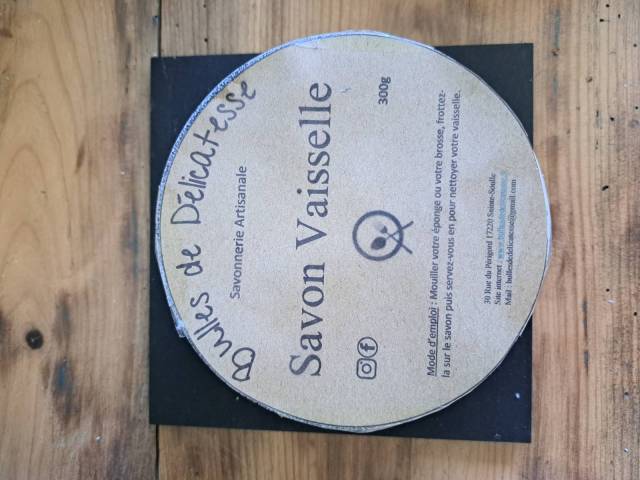 Bulles de Délicatesse
Savonnerie Artisanale
Savon Vaisselle
300g
Mode d'emploi : Mouiller votre éponge ou votre brosse, frottez-
la sur le savon puis servez-vous en pour nettoyer votre vaisselle.
30 Rue du Périgord 17220 Sainte-Soulle
Site internet :
Mail : bullesdedelicatesse@gmail.com